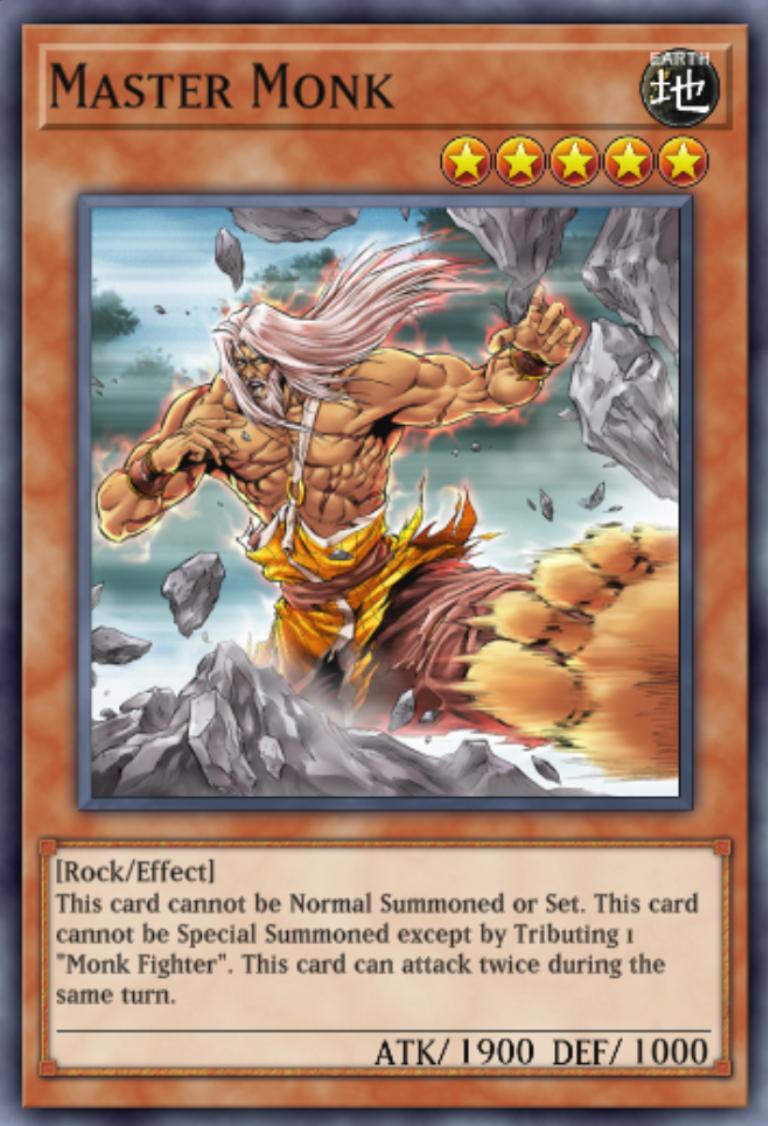 Master Monk
EARTH
地
[Rock/Effect]
This card cannot be Normal Summoned or Set. This card
cannot be Special Summoned except by Tributing 1
"Monk Fighter". This card can attack twice during the
same turn.
ATK/ 1900 DEF/ 1000